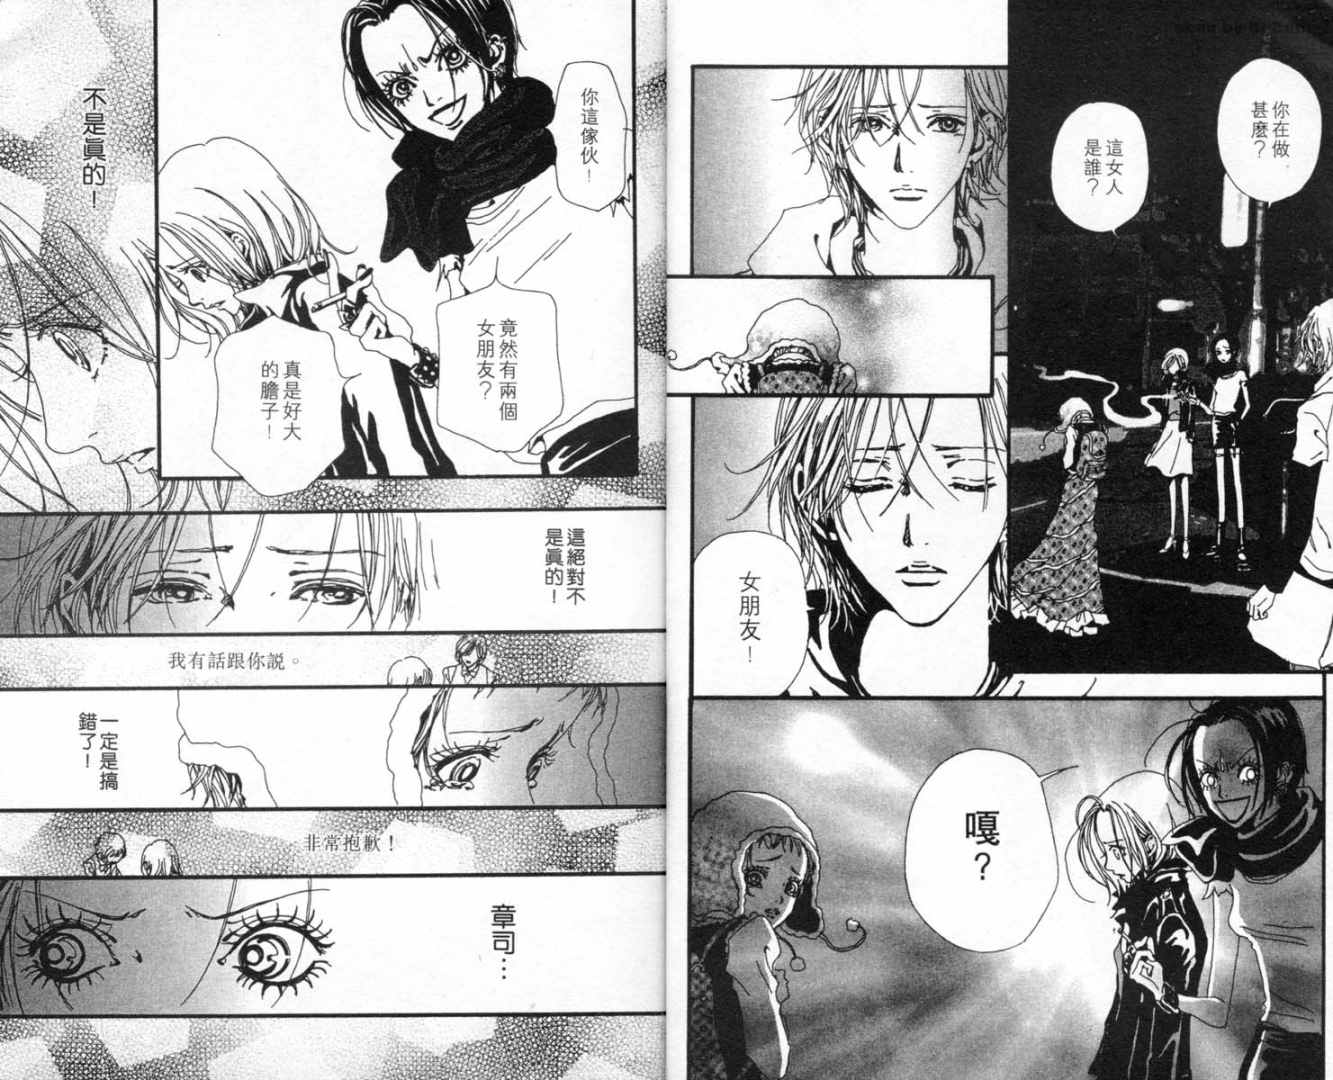 你在做
甚麼？
這女人
是誰？
女朋友！
嘎？
你這傢伙！
竟然有兩個
女朋友？
真是好大
的膽子！
不是真的！
這絕對不
是真的！
我有話跟你説。
一定是搞
錯了！
非常抱歉！
章司…